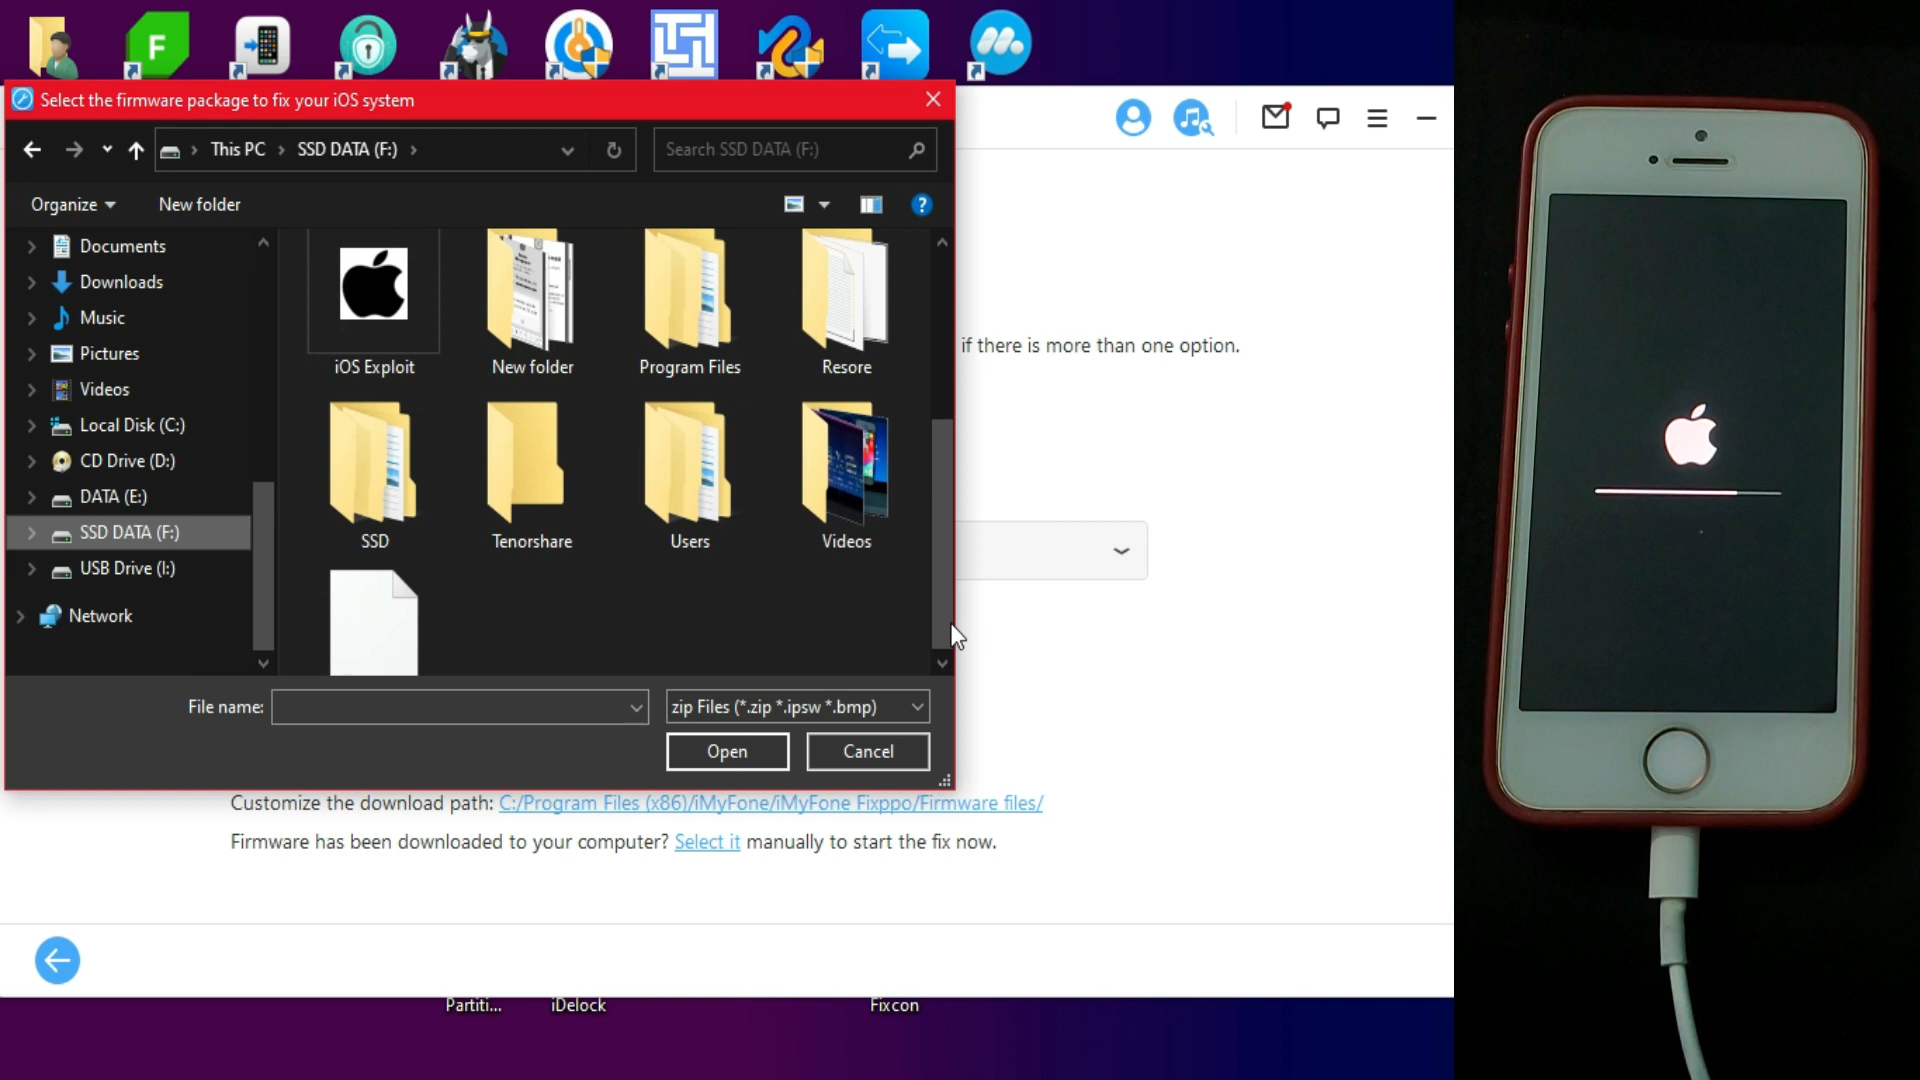 F
Select the firmware package to fix your iOS system
This PC
SSD DATA (F:)
Search SSD DATA (F:)
Organize
New folder
?
Documents
Downloads
Music
Pictures
Videos
Local Disk (C:)
CD Drive (D:)
DATA (E:)
SSD DATA (F:)
USB Drive (I:)
Network
iOS Exploit
New folder
Program Files
Resore
SSD
Tenorshare
Users
Videos
if there is more than one option.
File name:
zip Files (*.zip *.ipsw *.bmp)
Open
Cancel
Customize the download path: C:/Program Files (x86)/iMyFone/iMyFone Fixppo/Firmware files/
Firmware has been downloaded to your computer? Select it manually to start the fix now.
Partiti...
iDelock
Fixcon